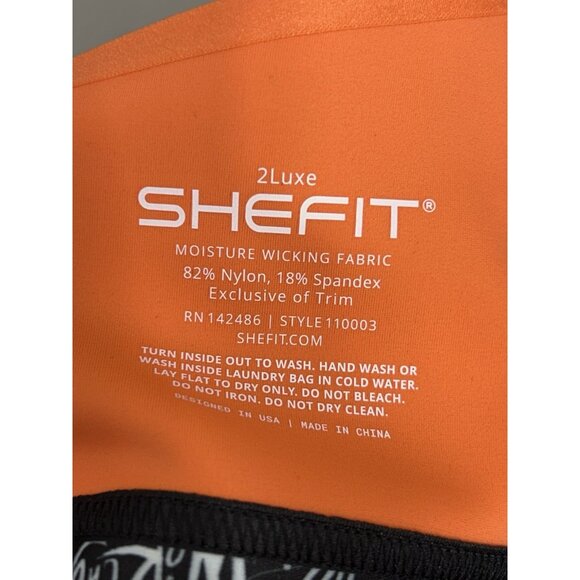 2Luxe
SHEFIT®
MOISTURE WICKING FABRIC
82% Nylon, 18% Spandex
Exclusive of Trim
RN 142486 | STYLE 110003
SHEFIT.COM
TURN INSIDE OUT TO WASH. HAND WASH OR
WASH INSIDE LAUNDRY BAG IN COLD WATER.
LAY FLAT TO DRY ONLY. DO NOT BLEACH.
DO NOT IRON. DO NOT DRY CLEAN.
DESIGNED IN USA | MADE IN CHINA